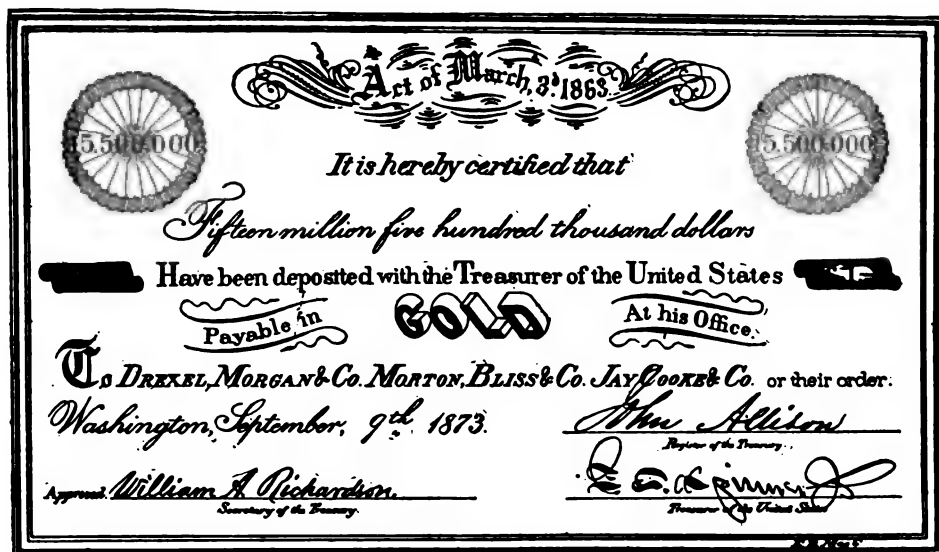 Act of March, 3d. 1863.
15.500.000 15.500.000
It is hereby certified that
Fifteen million five hundred thousand dollars
Have been deposited with the Treasurer of the United States
Payable in GOLD At his Office.
To DREXEL, MORGAN & Co. MORTON, BLISS & Co. JAY COOKE & Co. or their order.
Washington, September, 9th 1873.
John Allison
Register of the Treasury.
Approved William A Richardson.
Secretary of the Treasury.
Treasurer of the United States